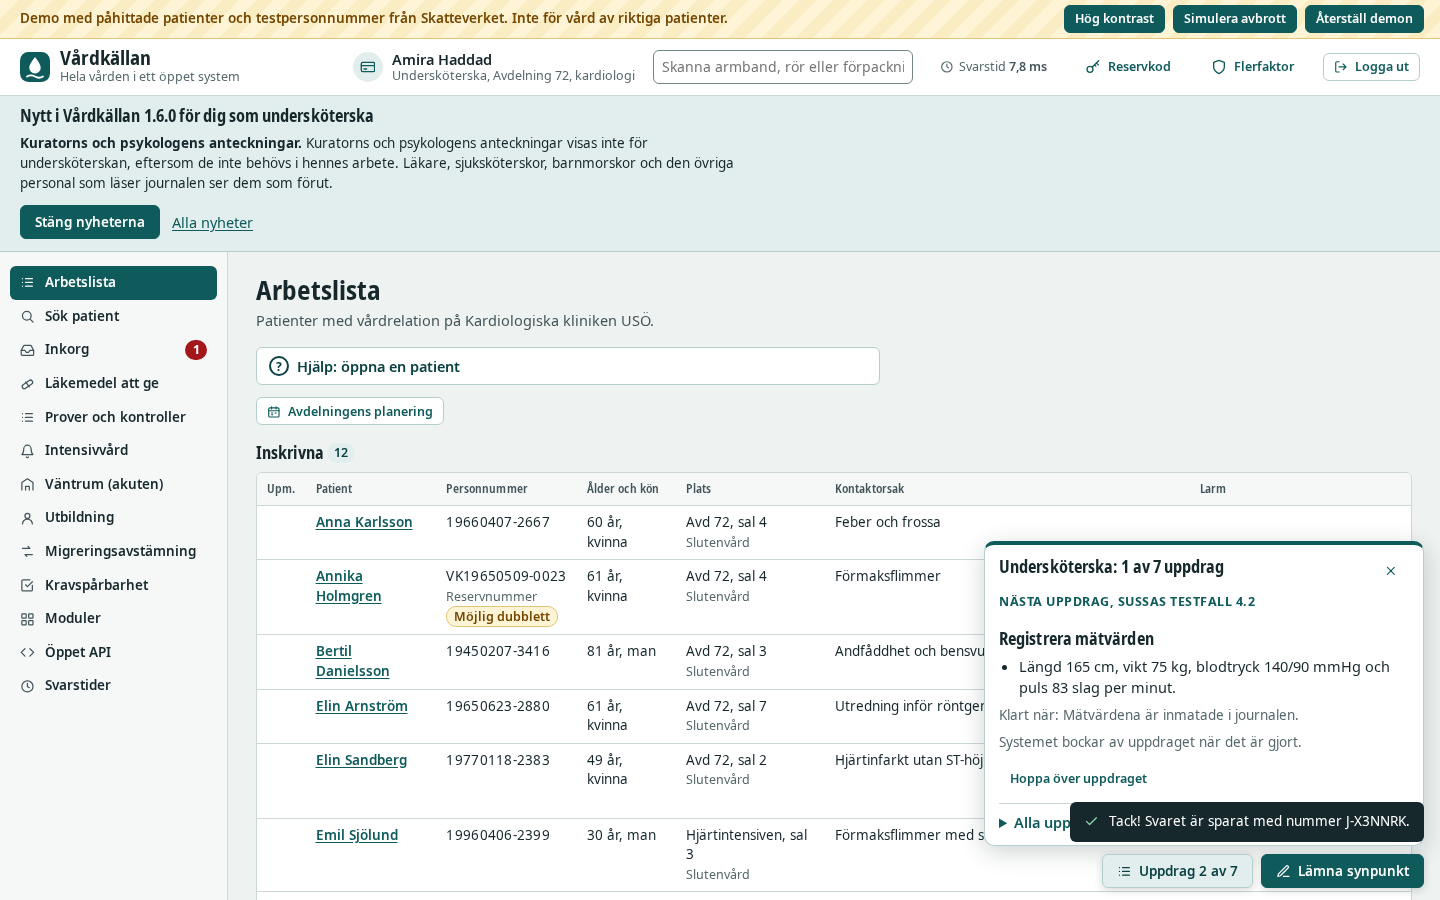 Demo med påhittade patienter och testpersonnummer från Skatteverket. Inte för vård av riktiga patienter.
Hög kontrast
Simulera avbrott
Återställ demon
Vårdkällan
Hela vården i ett öppet system
Amira Haddad
Undersköterska, Avdelning 72, kardiologi
Skanna armband, rör eller förpackni
Svarstid 7,8 ms
Reservkod
Flerfaktor
Logga ut
Nytt i Vårdkällan 1.6.0 för dig som undersköterska
Kuratorns och psykologens anteckningar. Kuratorns och psykologens anteckningar visas inte för
undersköterskan, eftersom de inte behövs i hennes arbete. Läkare, sjuksköterskor, barnmorskor och den övriga
personal som läser journalen ser dem som förut.
Stäng nyheterna
Alla nyheter
Arbetslista
Sök patient
Inkorg
1
Läkemedel att ge
Prover och kontroller
Intensivvård
Väntrum (akuten)
Utbildning
Migreringsavstämning
Kravspårbarhet
Moduler
Öppet API
Svarstider
Arbetslista
Patienter med vårdrelation på Kardiologiska kliniken USÖ.
? Hjälp: öppna en patient
Avdelningens planering
Inskrivna 12
Upm. Patient Personnummer Ålder och kön Plats Kontaktorsak Larm
Anna Karlsson 19660407-2667 60 år, Avd 72, sal 4 Feber och frossa
kvinna Slutenvård
Annika VK19650509-0023 61 år, Avd 72, sal 4 Förmaksflimmer
Holmgren Reservnummer kvinna Slutenvård
Möjlig dubblett
Bertil 19450207-3416 81 år, man Avd 72, sal 3 Andfåddhet och bensvu
Danielsson Slutenvård
Elin Arnström 19650623-2880 61 år, Avd 72, sal 7 Utredning inför röntgen
kvinna Slutenvård
Elin Sandberg 19770118-2383 49 år, Avd 72, sal 2 Hjärtinfarkt utan ST-höj
kvinna Slutenvård
Emil Sjölund 19960406-2399 30 år, man Hjärtintensiven, sal Förmaksflimmer med s
3
Slutenvård
Undersköterska: 1 av 7 uppdrag
NÄSTA UPPDRAG, SUSSAS TESTFALL 4.2
Registrera mätvärden
• Längd 165 cm, vikt 75 kg, blodtryck 140/90 mmHg och
puls 83 slag per minut.
Klart när: Mätvärdena är inmatade i journalen.
Systemet bockar av uppdraget när det är gjort.
Hoppa över uppdraget
Alla upp
Tack! Svaret är sparat med nummer J-X3NNRK.
Uppdrag 2 av 7
Lämna synpunkt